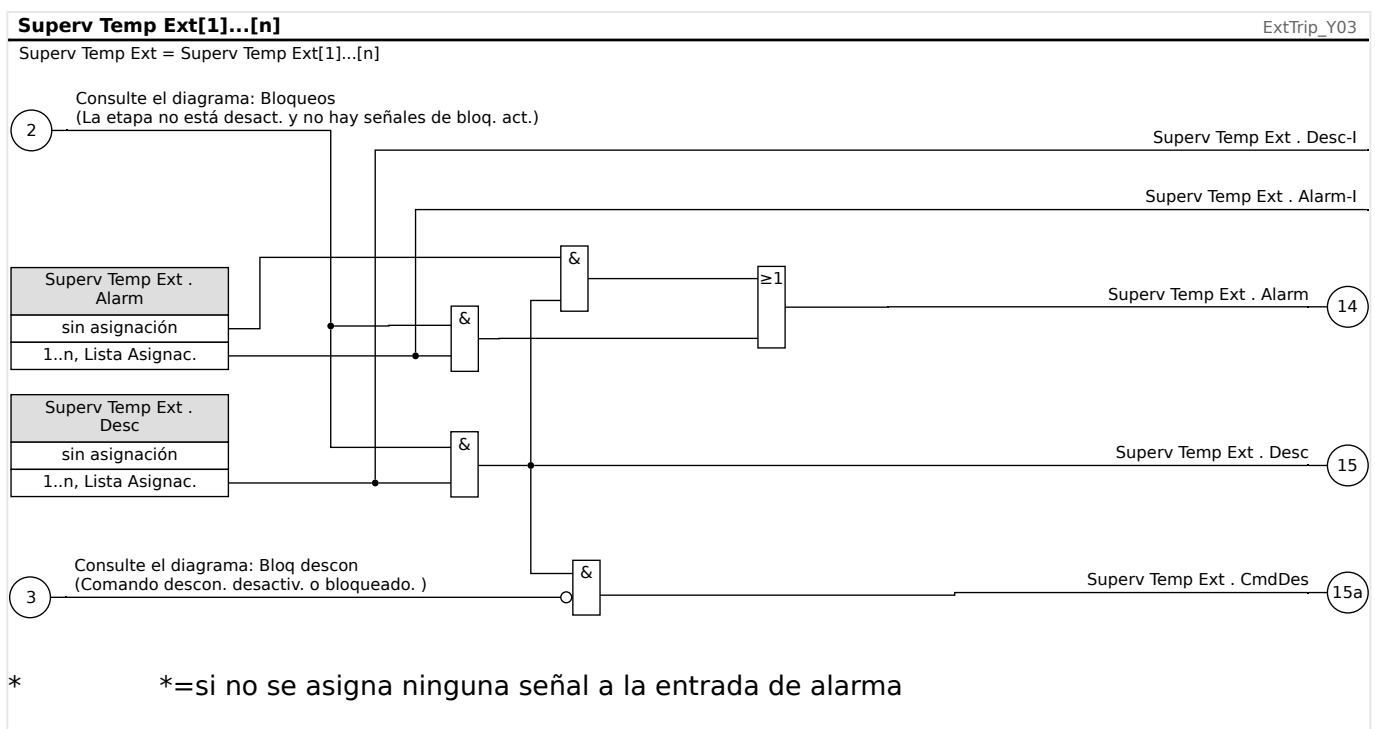 Superv Temp Ext[1]...[n]
ExtTrip_Y03
Superv Temp Ext = Superv Temp Ext[1]...[n]
Consulte el diagrama: Bloqueos
(La etapa no está desact. y no hay señales de bloq. act.)
2
Superv Temp Ext . Desc-I
Superv Temp Ext . Alarm-I
&
Superv Temp Ext .
Alarm
sin asignación
1..n, Lista Asignac.
&
≥1
Superv Temp Ext . Alarm
14
Superv Temp Ext .
Desc
sin asignación
1..n, Lista Asignac.
&
Superv Temp Ext . Desc
15
Consulte el diagrama: Bloq descon
(Comando descon. desactiv. o bloqueado. )
3
&
Superv Temp Ext . CmdDes
15a
*
*=si no se asigna ninguna señal a la entrada de alarma